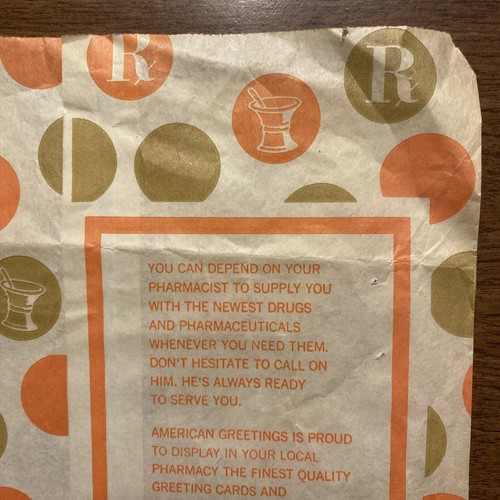 Rx
Rx
YOU CAN DEPEND ON YOUR
PHARMACIST TO SUPPLY YOU
WITH THE NEWEST DRUGS
AND PHARMACEUTICALS
WHENEVER YOU NEED THEM.
DON'T HESITATE TO CALL ON
HIM. HE'S ALWAYS READY
TO SERVE YOU.
AMERICAN GREETINGS IS PROUD
TO DISPLAY IN YOUR LOCAL
PHARMACY THE FINEST QUALITY
GREETING CARDS AND